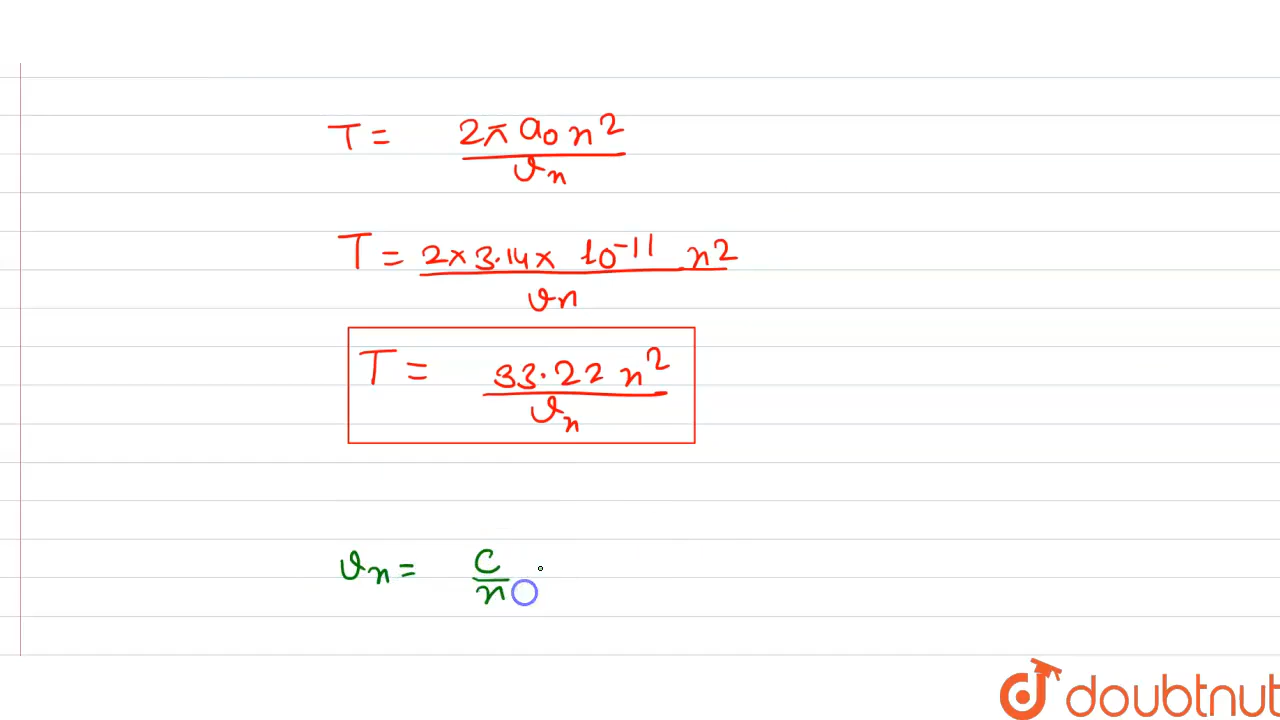 T = 2π a₀ n² / vₙ
T = 2 × 3.14 × 10⁻¹¹ n² / vn
T = 33.22 n² / vₙ
vₙ = C / n
doubtnut